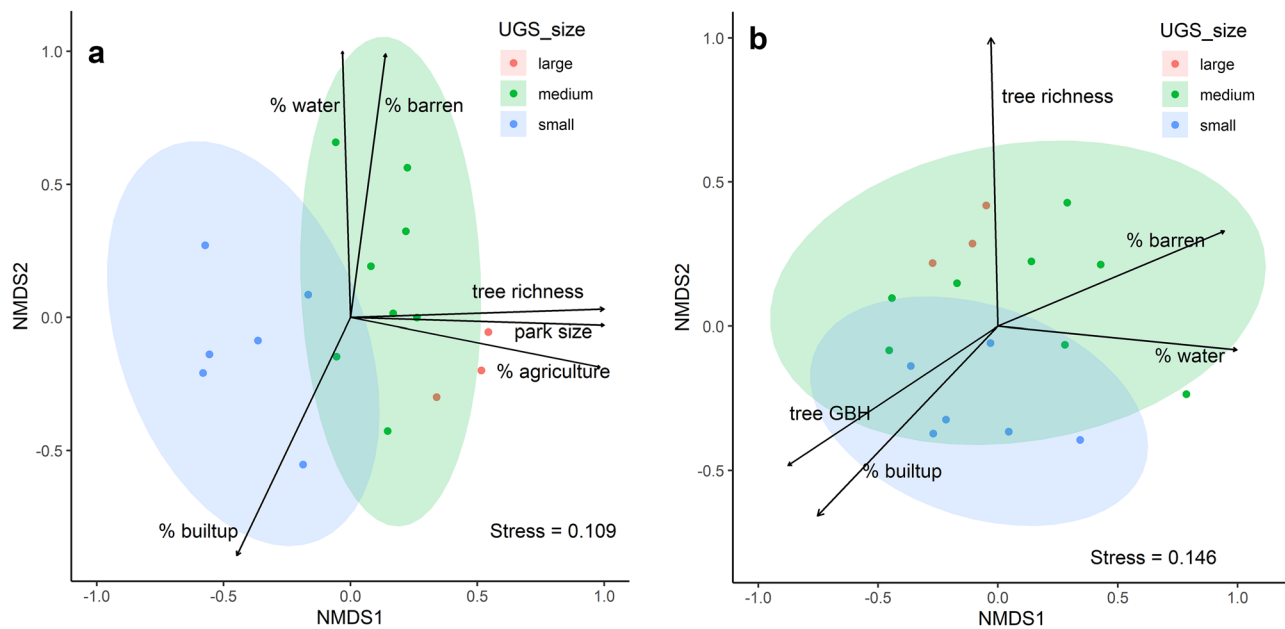 a
UGS_size
large
medium
small
% water
% barren
tree richness
park size
% agriculture
% builtup
Stress = 0.109
1.0
0.5
0.0
-0.5
-1.0
-0.5
0.0
0.5
1.0
NMDS2
NMDS1
b
UGS_size
large
medium
small
tree richness
% barren
% water
tree GBH
% builtup
Stress = 0.146
1.0
0.5
0.0
-0.5
-1.0
-0.5
0.0
0.5
1.0
NMDS2
NMDS1